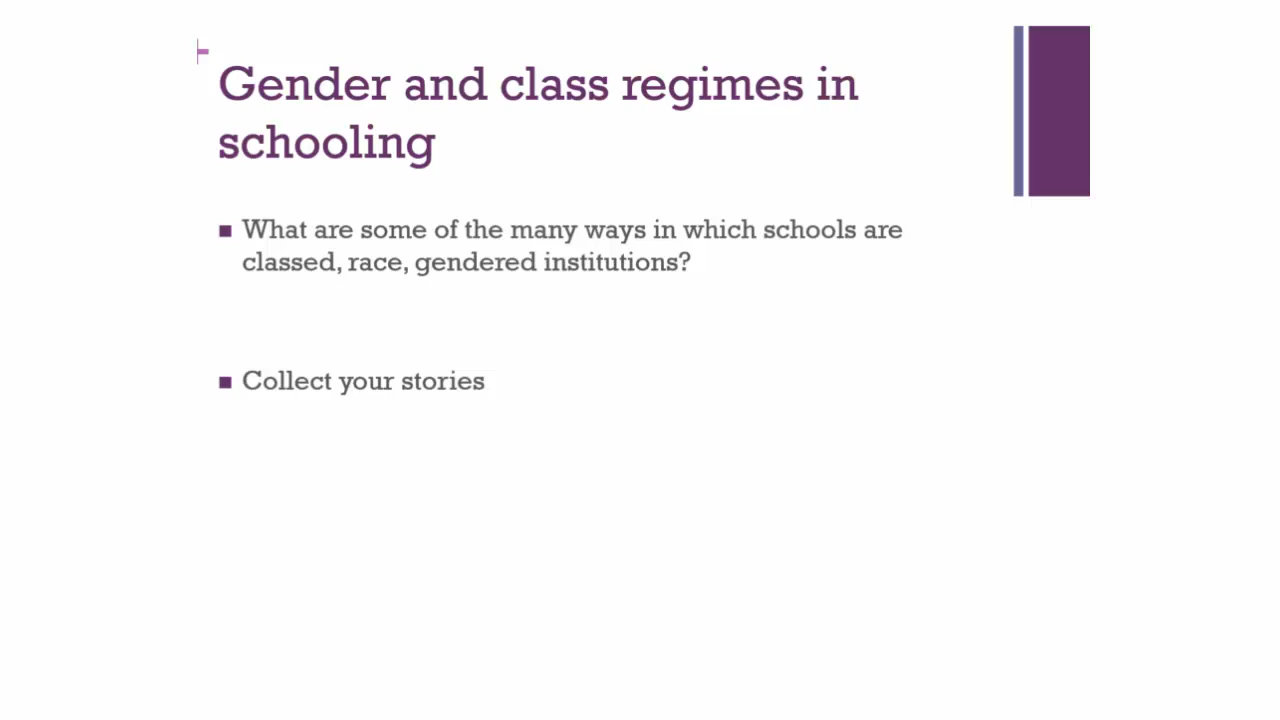 Gender and class regimes in
schooling
What are some of the many ways in which schools are
classed, race, gendered institutions?
Collect your stories